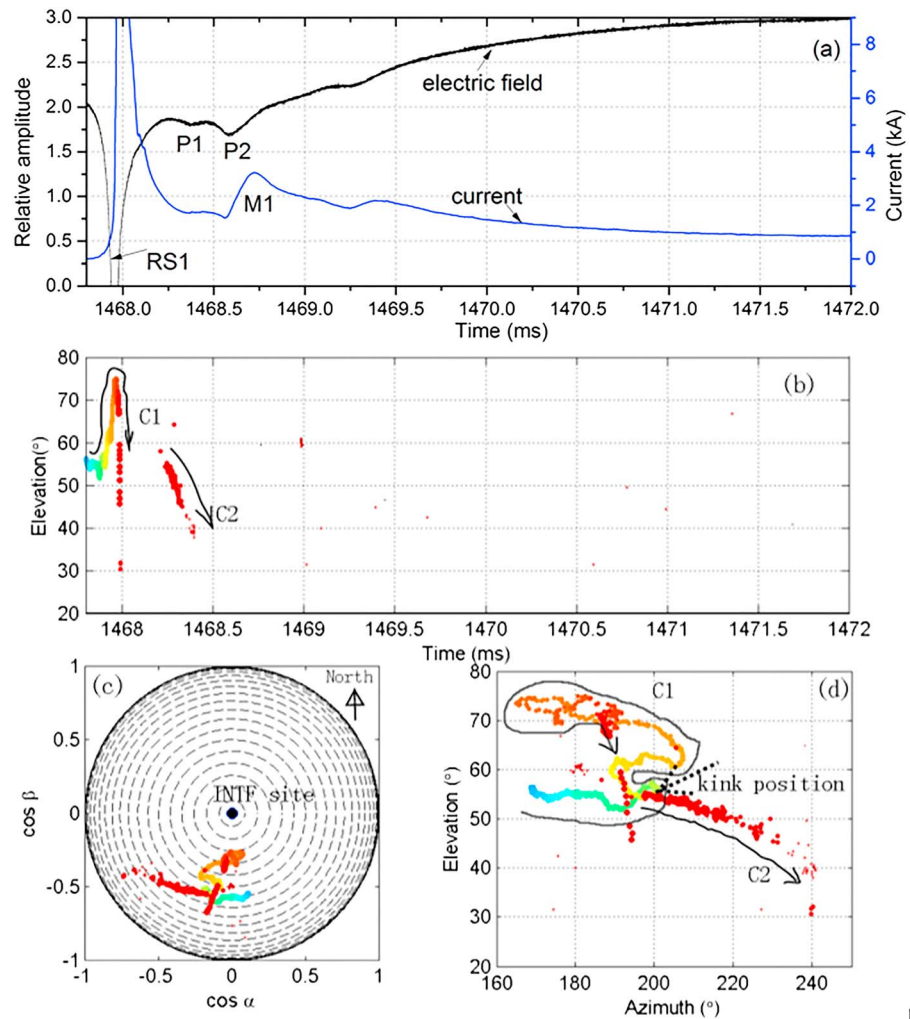 (a)
3.0
2.5
2.0
1.5
1.0
0.5
0.0
Relative amplitude
8
6
4
2
0
Current (kA)
electric field
P1
P2
M1
current
RS1
1468.0 1468.5 1469.0 1469.5 1470.0 1470.5 1471.0 1471.5 1472.0
Time (ms)
(b)
80
70
60
50
40
30
20
Elevation(°)
C1
C2
1468 1468.5 1469 1469.5 1470 1470.5 1471 1471.5 1472
Time (ms)
(c)
North
1
0.5
0
-0.5
-1
cos β
INTF site
-1 -0.5 0 0.5 1
cos α
(d)
80
70
60
50
40
30
20
Elevation (°)
C1
kink position
C2
160 180 200 220 240
Azimuth (°)